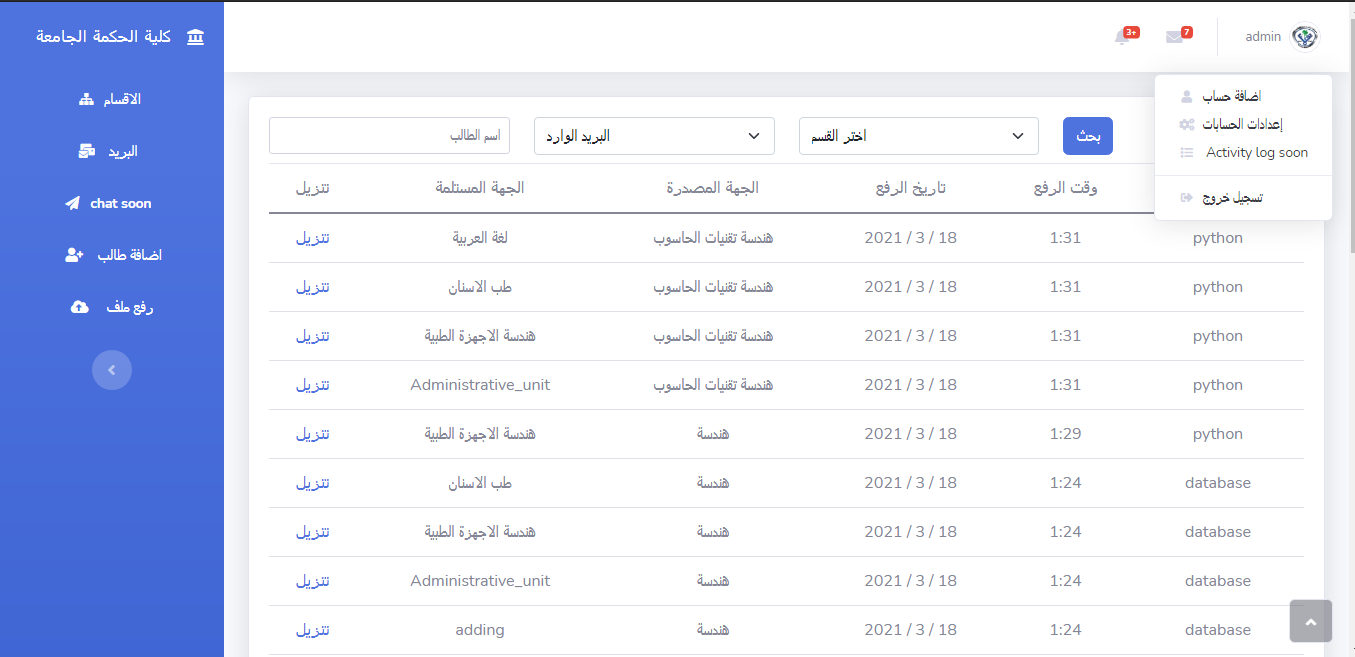 كلية الحكمة الجامعة
الاقسام
البريد
chat soon
اضافة طالب
رفع ملف
3+
7
admin
اضافة حساب
إعدادات الحسابات
Activity log soon
تسجيل خروج
اسم الطالب
البريد الوارد
اختر القسم
بحث
تنزيل الجهة المستلمة الجهة المصدرة تاريخ الرفع وقت الرفع
تنزيل لغة العربية هندسة تقنيات الحاسوب 2021 / 3 / 18 1:31 python
تنزيل طب الاسنان هندسة تقنيات الحاسوب 2021 / 3 / 18 1:31 python
تنزيل هندسة الاجهزة الطبية هندسة تقنيات الحاسوب 2021 / 3 / 18 1:31 python
تنزيل Administrative_unit هندسة تقنيات الحاسوب 2021 / 3 / 18 1:31 python
تنزيل هندسة الاجهزة الطبية هندسة 2021 / 3 / 18 1:29 python
تنزيل طب الاسنان هندسة 2021 / 3 / 18 1:24 database
تنزيل هندسة الاجهزة الطبية هندسة 2021 / 3 / 18 1:24 database
تنزيل Administrative_unit هندسة 2021 / 3 / 18 1:24 database
تنزيل adding هندسة 2021 / 3 / 18 1:24 database